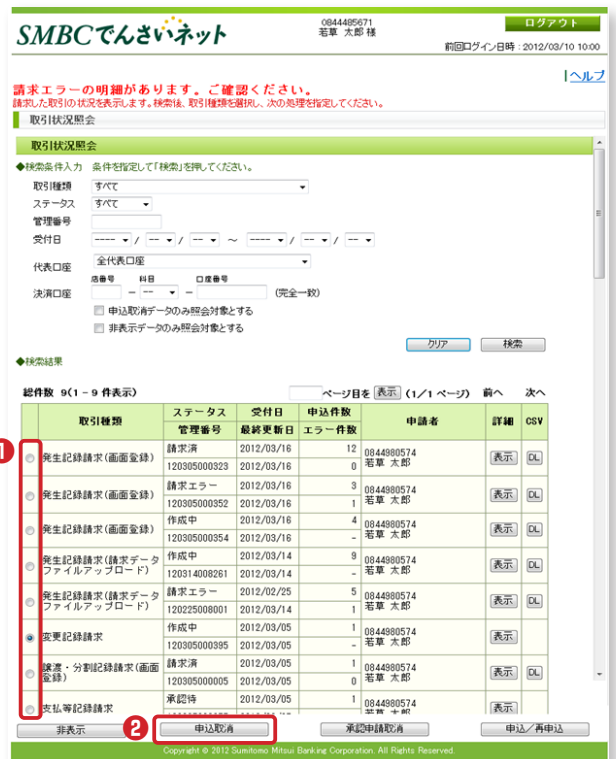 SMBCでんさいネット
0844485671
若草 太郎 様
ログアウト
前回ログイン日時：2012/03/10 10:00
ヘルプ
請求エラーの明細があります。ご確認ください。
請求した取引の状況を表示します。検索後、取引種類を選択し、次の処理を指定してください。
取引状況照会
取引状況照会
◆検索条件入力 条件を指定して「検索」を押してください。
取引種類 すべて
ステータス すべて
管理番号
受付日 ---- / -- / -- ～ ---- / -- / --
代表口座 全代表口座
店番号 科目 口座番号
決済口座 － -- － (完全一致)
申込取消データのみ照会対象とする
非表示データのみ照会対象とする
クリア 検索
◆検索結果
総件数 9(1 - 9 件表示) ページ目を 表示 (1/1 ページ) 前へ 次へ
取引種類 ステータス 受付日 申込件数 申請者 詳細 CSV
管理番号 最終更新日 エラー件数
1
発生記録請求(画面登録) 請求済 2012/03/16 12 0844980574 若草 太郎 表示 DL
120305000323 2012/03/16 0
発生記録請求(画面登録) 請求エラー 2012/03/16 3 0844980574 若草 太郎 表示 DL
120305000352 2012/03/16 1
発生記録請求(画面登録) 作成中 2012/03/16 4 0844980574 若草 太郎 表示 DL
120305000354 2012/03/16 -
発生記録請求(請求データファイルアップロード) 作成中 2012/03/14 9 0844980574 若草 太郎 表示 DL
120314008261 2012/03/14 -
発生記録請求(請求データファイルアップロード) 請求エラー 2012/02/25 5 0844980574 若草 太郎 表示 DL
120225008001 2012/03/14 1
変更記録請求 作成中 2012/03/05 1 0844980574 若草 太郎 表示
120305000395 2012/03/05 -
譲渡・分割記録請求(画面登録) 請求済 2012/03/05 1 0844980574 若草 太郎 表示 DL
120305000005 2012/03/05 0
支払等記録請求 承認待 2012/03/05 1 0844980574 若草 太郎 表示
非表示 2 申込取消 承認申請取消 申込／再申込
Copyright © 2012 Sumitomo Mitsui Banking Corporation. All Rights Reserved.